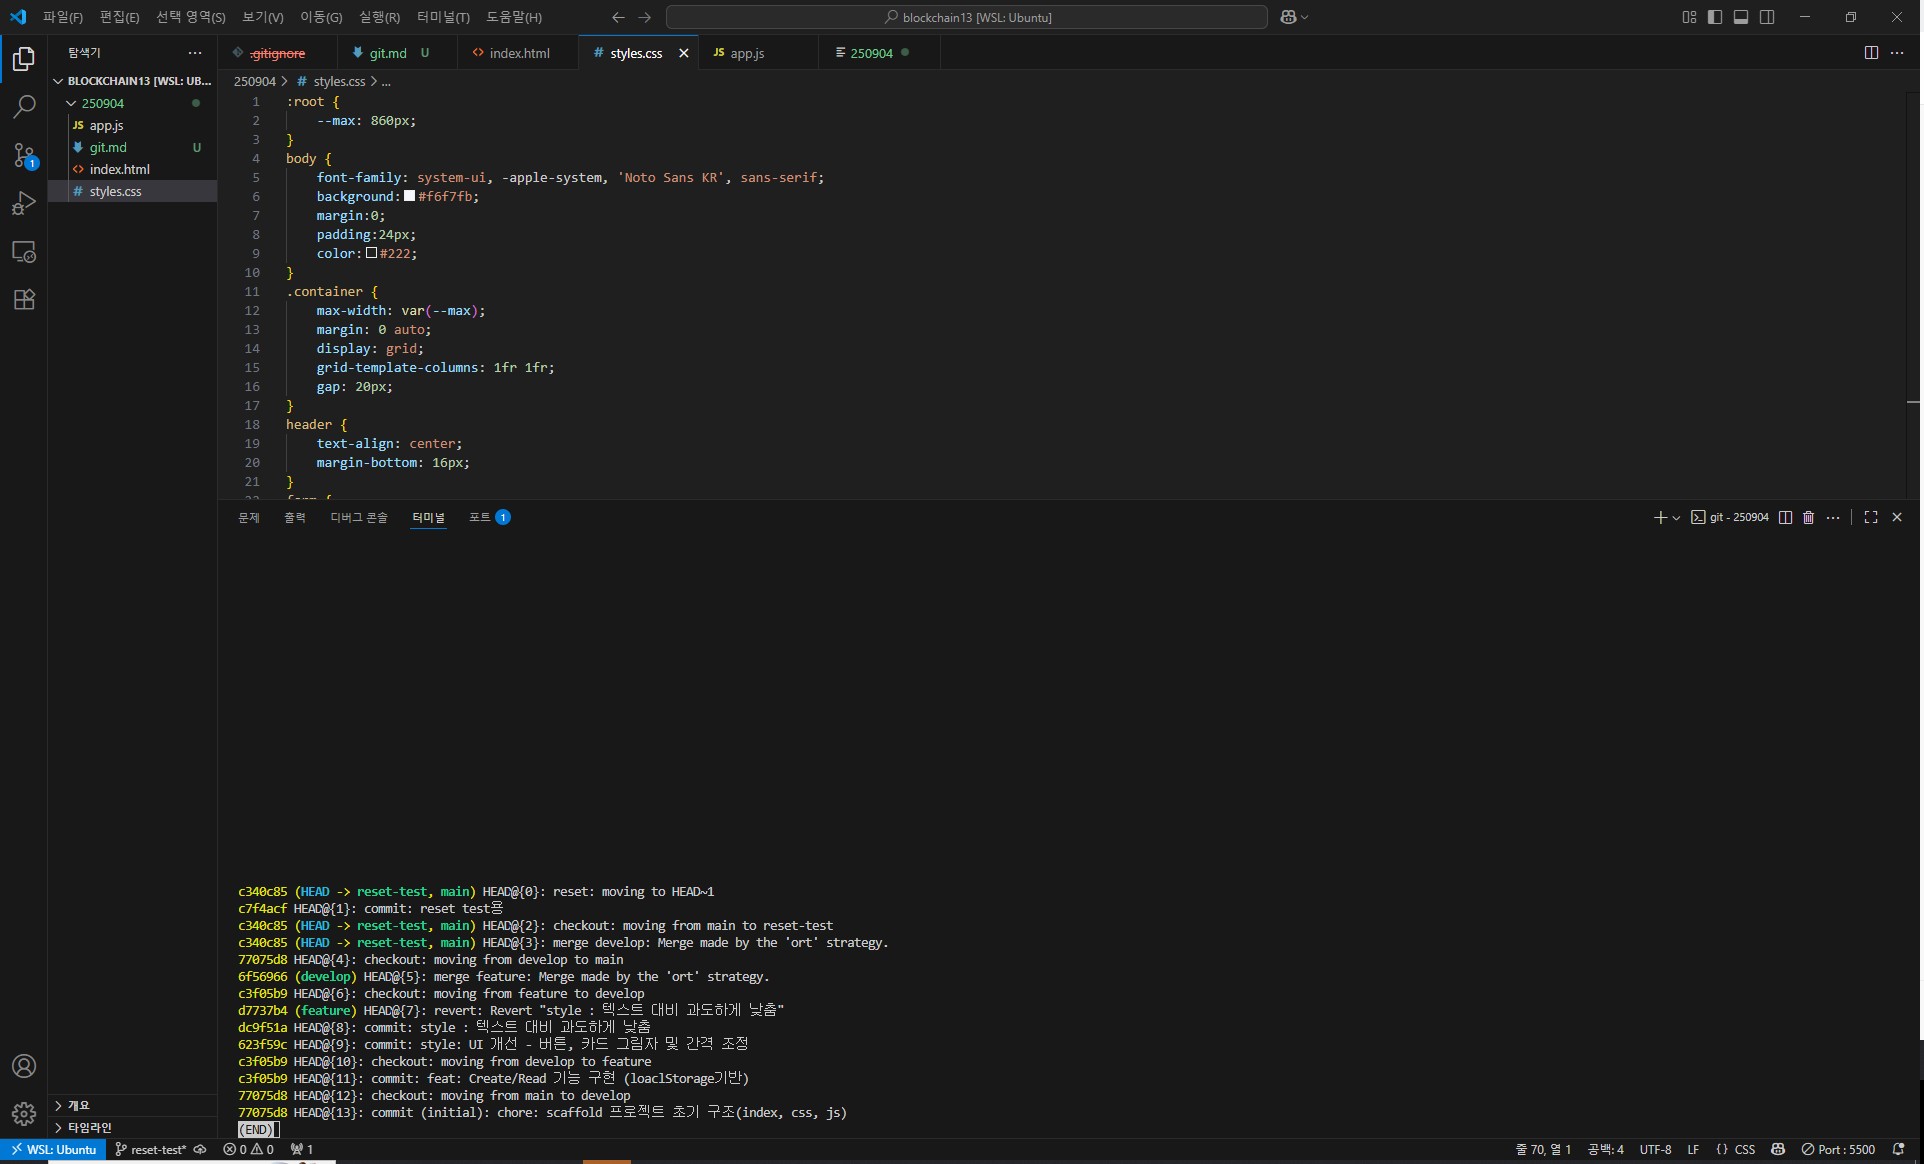 파일(F) 편집(E) 선택 영역(S) 보기(V) 이동(G) 실행(R) 터미널(T) 도움말(H) blockchain13 [WSL: Ubuntu]
탐색기
.gitignore git.md U index.html styles.css app.js 250904
BLOCKCHAIN13 [WSL: UB...
250904 > styles.css > ...
250904
app.js
git.md U
index.html
styles.css
1 :root {
2 --max: 860px;
3 }
4 body {
5 font-family: system-ui, -apple-system, 'Noto Sans KR', sans-serif;
6 background: #f6f7fb;
7 margin:0;
8 padding:24px;
9 color: #222;
10 }
11 .container {
12 max-width: var(--max);
13 margin: 0 auto;
14 display: grid;
15 grid-template-columns: 1fr 1fr;
16 gap: 20px;
17 }
18 header {
19 text-align: center;
20 margin-bottom: 16px;
21 }
문제 출력 디버그 콘솔 터미널 포트 1 git - 250904
c340c85 (HEAD -> reset-test, main) HEAD@{0}: reset: moving to HEAD~1
c7f4acf HEAD@{1}: commit: reset test용
c340c85 (HEAD -> reset-test, main) HEAD@{2}: checkout: moving from main to reset-test
c340c85 (HEAD -> reset-test, main) HEAD@{3}: merge develop: Merge made by the 'ort' strategy.
77075d8 HEAD@{4}: checkout: moving from develop to main
6f56966 (develop) HEAD@{5}: merge feature: Merge made by the 'ort' strategy.
c3f05b9 HEAD@{6}: checkout: moving from feature to develop
d7737b4 (feature) HEAD@{7}: revert: Revert "style : 텍스트 대비 과도하게 낮춤"
dc9f51a HEAD@{8}: commit: style : 텍스트 대비 과도하게 낮춤
623f59c HEAD@{9}: commit: style: UI 개선 - 버튼, 카드 그림자 및 간격 조정
c3f05b9 HEAD@{10}: checkout: moving from develop to feature
c3f05b9 HEAD@{11}: commit: feat: Create/Read 기능 구현 (loaclStorage기반)
77075d8 HEAD@{12}: checkout: moving from main to develop
77075d8 HEAD@{13}: commit (initial): chore: scaffold 프로젝트 초기 구조(index, css, js)
(END)
개요
타임라인
WSL: Ubuntu reset-test* 0 0 1 줄 70, 열 1 공백: 4 UTF-8 LF {} CSS Port : 5500